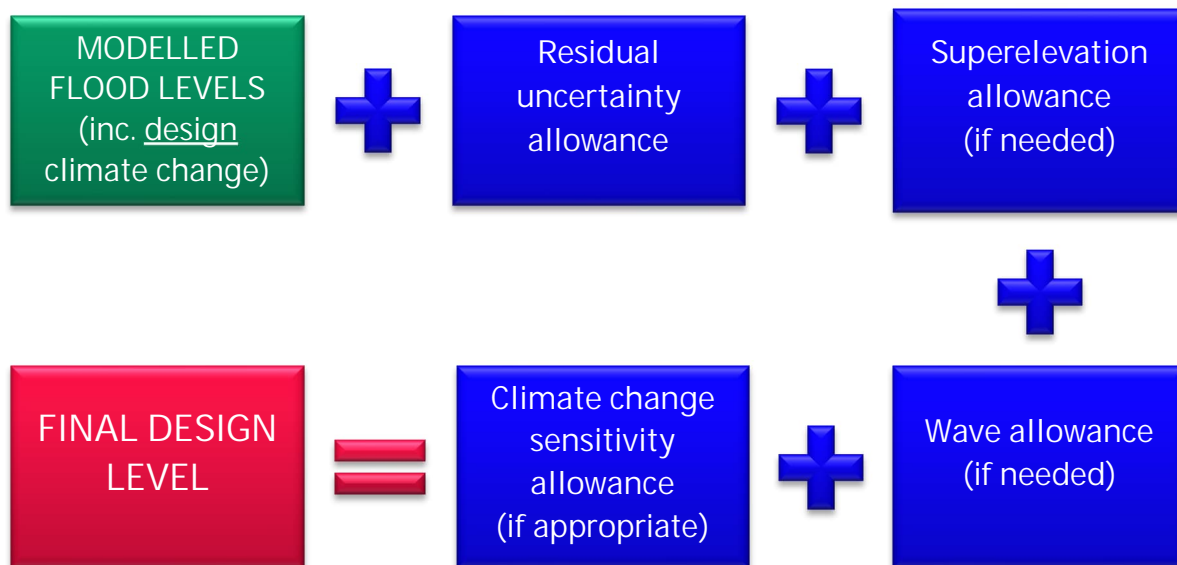 MODELLED
FLOOD LEVELS
(inc. design
climate change)
Residual
uncertainty
allowance
Superelevation
allowance
(if needed)
Wave allowance
(if needed)
Climate change
sensitivity
allowance
(if appropriate)
FINAL DESIGN
LEVEL